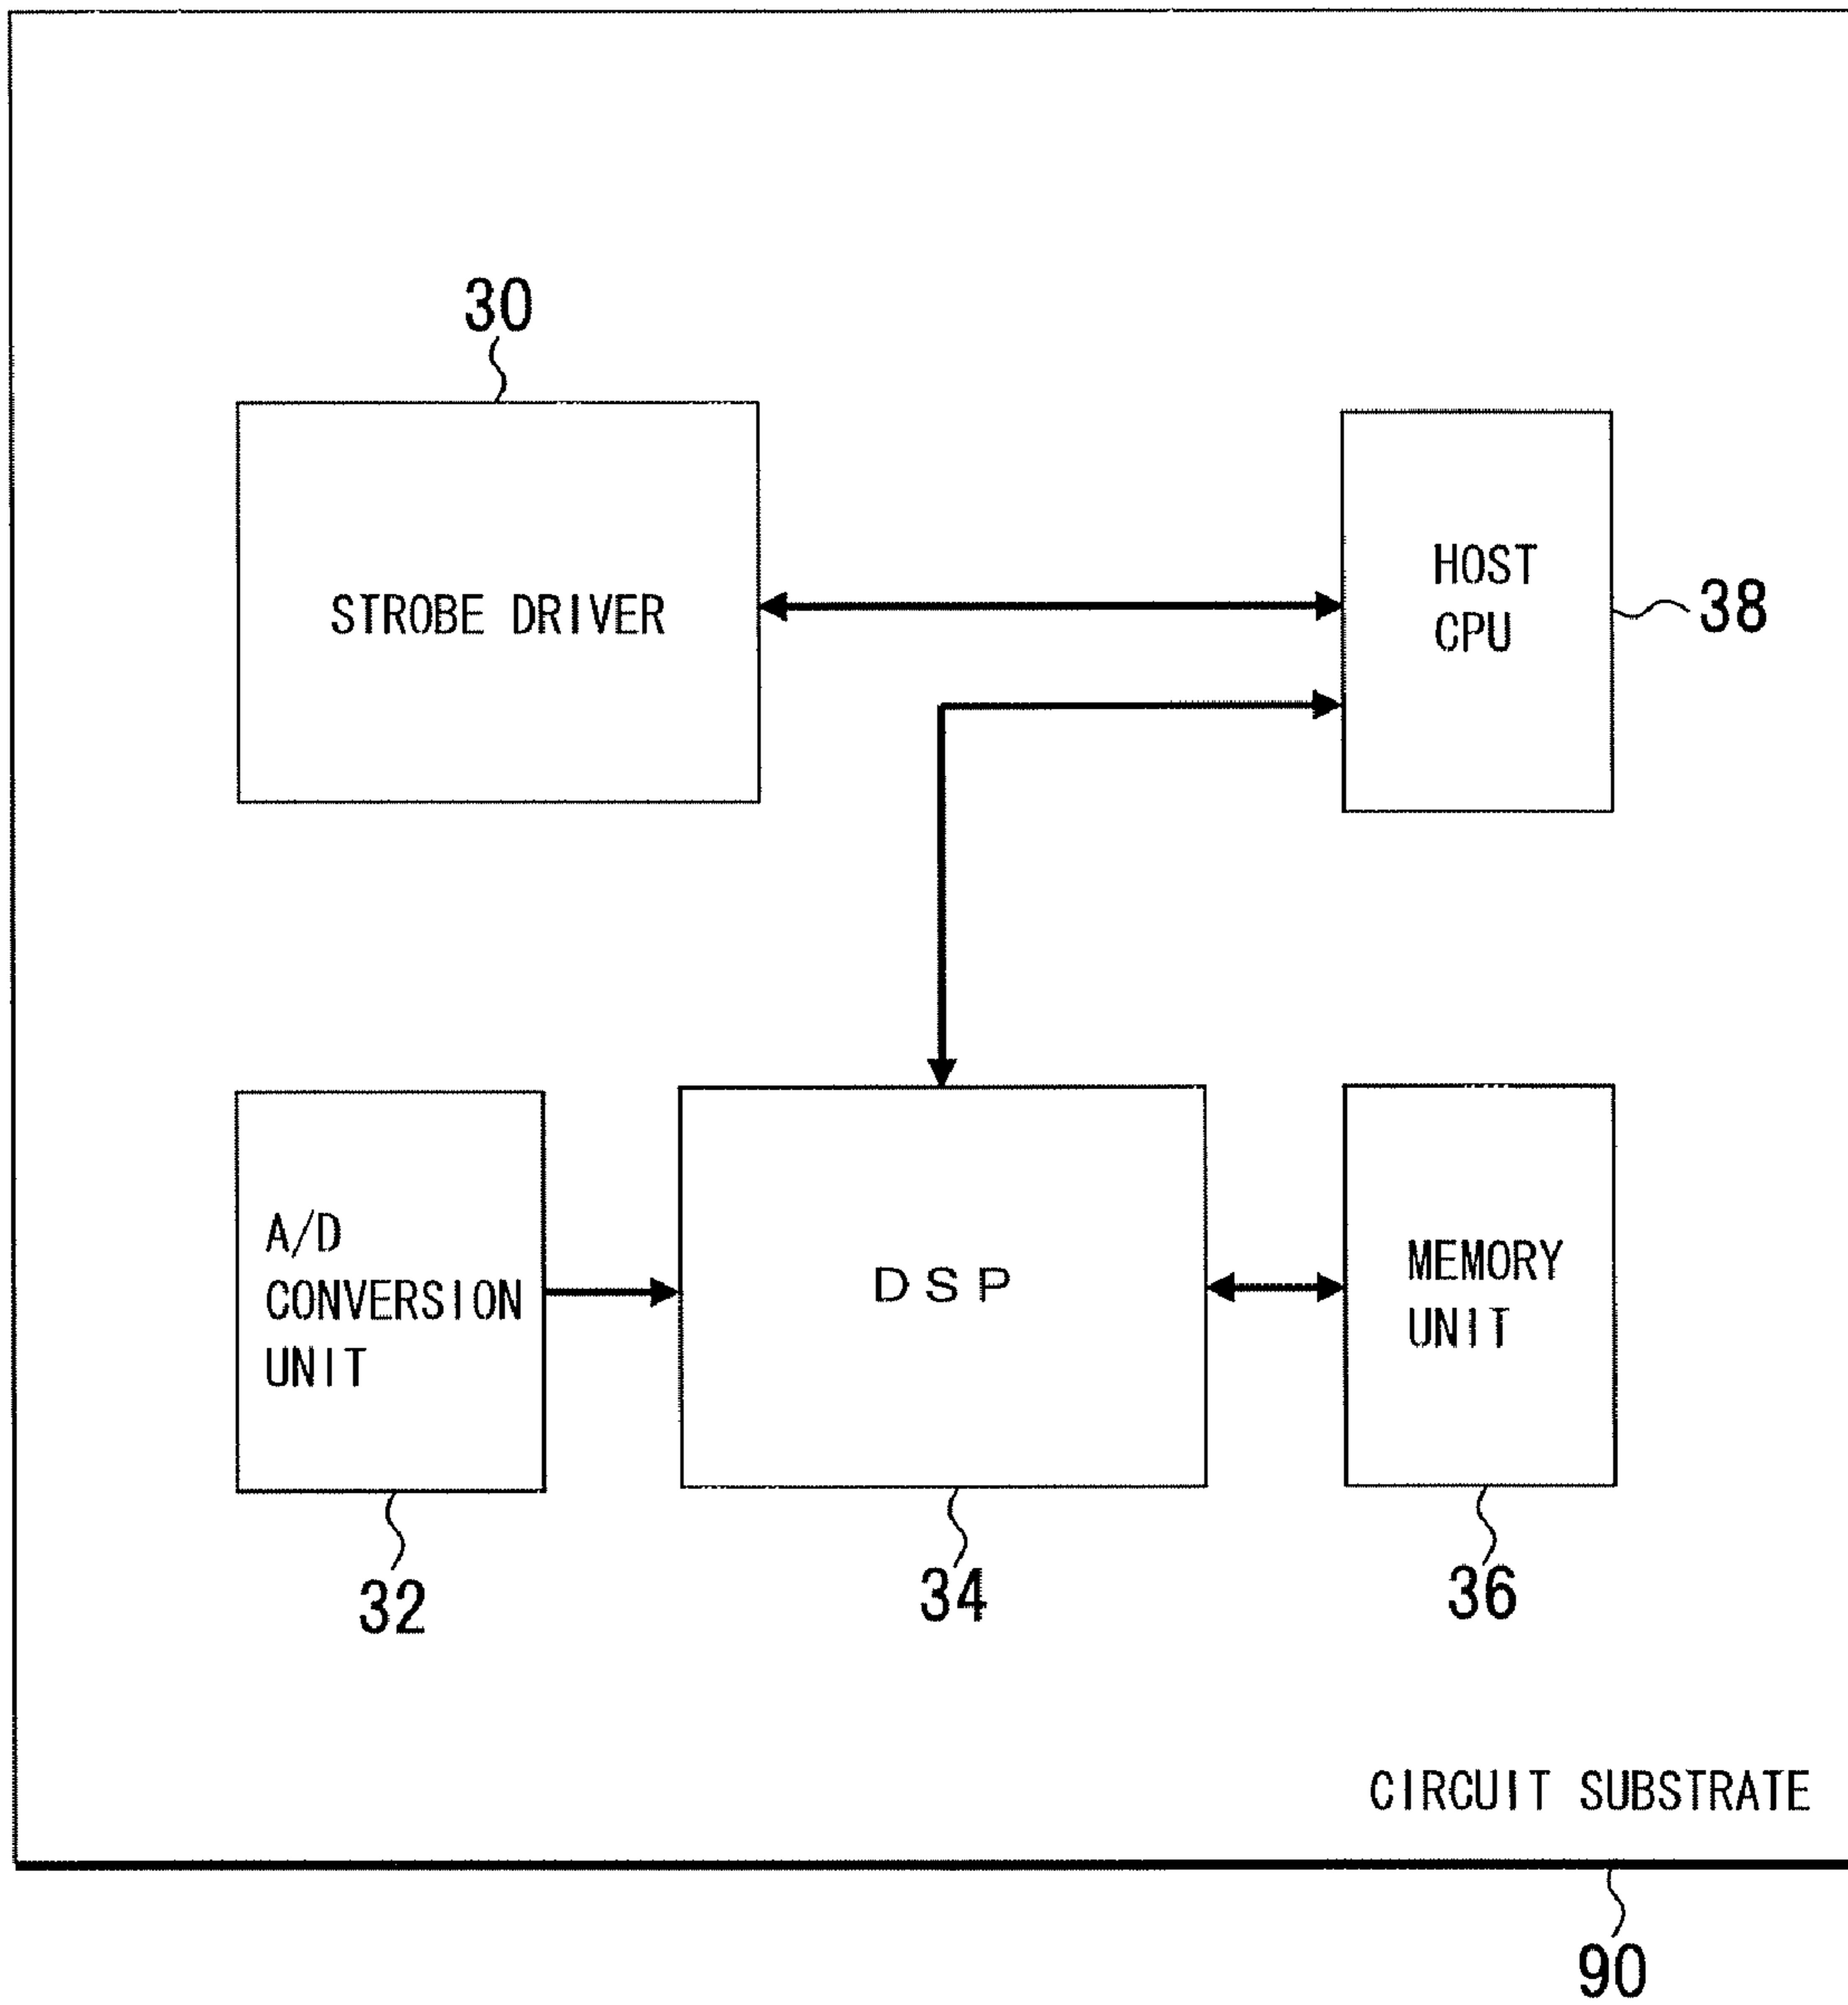 30
STROBE DRIVER
HOST
CPU
38
A/D
CONVERSION
UNIT
32
DSP
34
MEMORY
UNIT
36
CIRCUIT SUBSTRATE
90